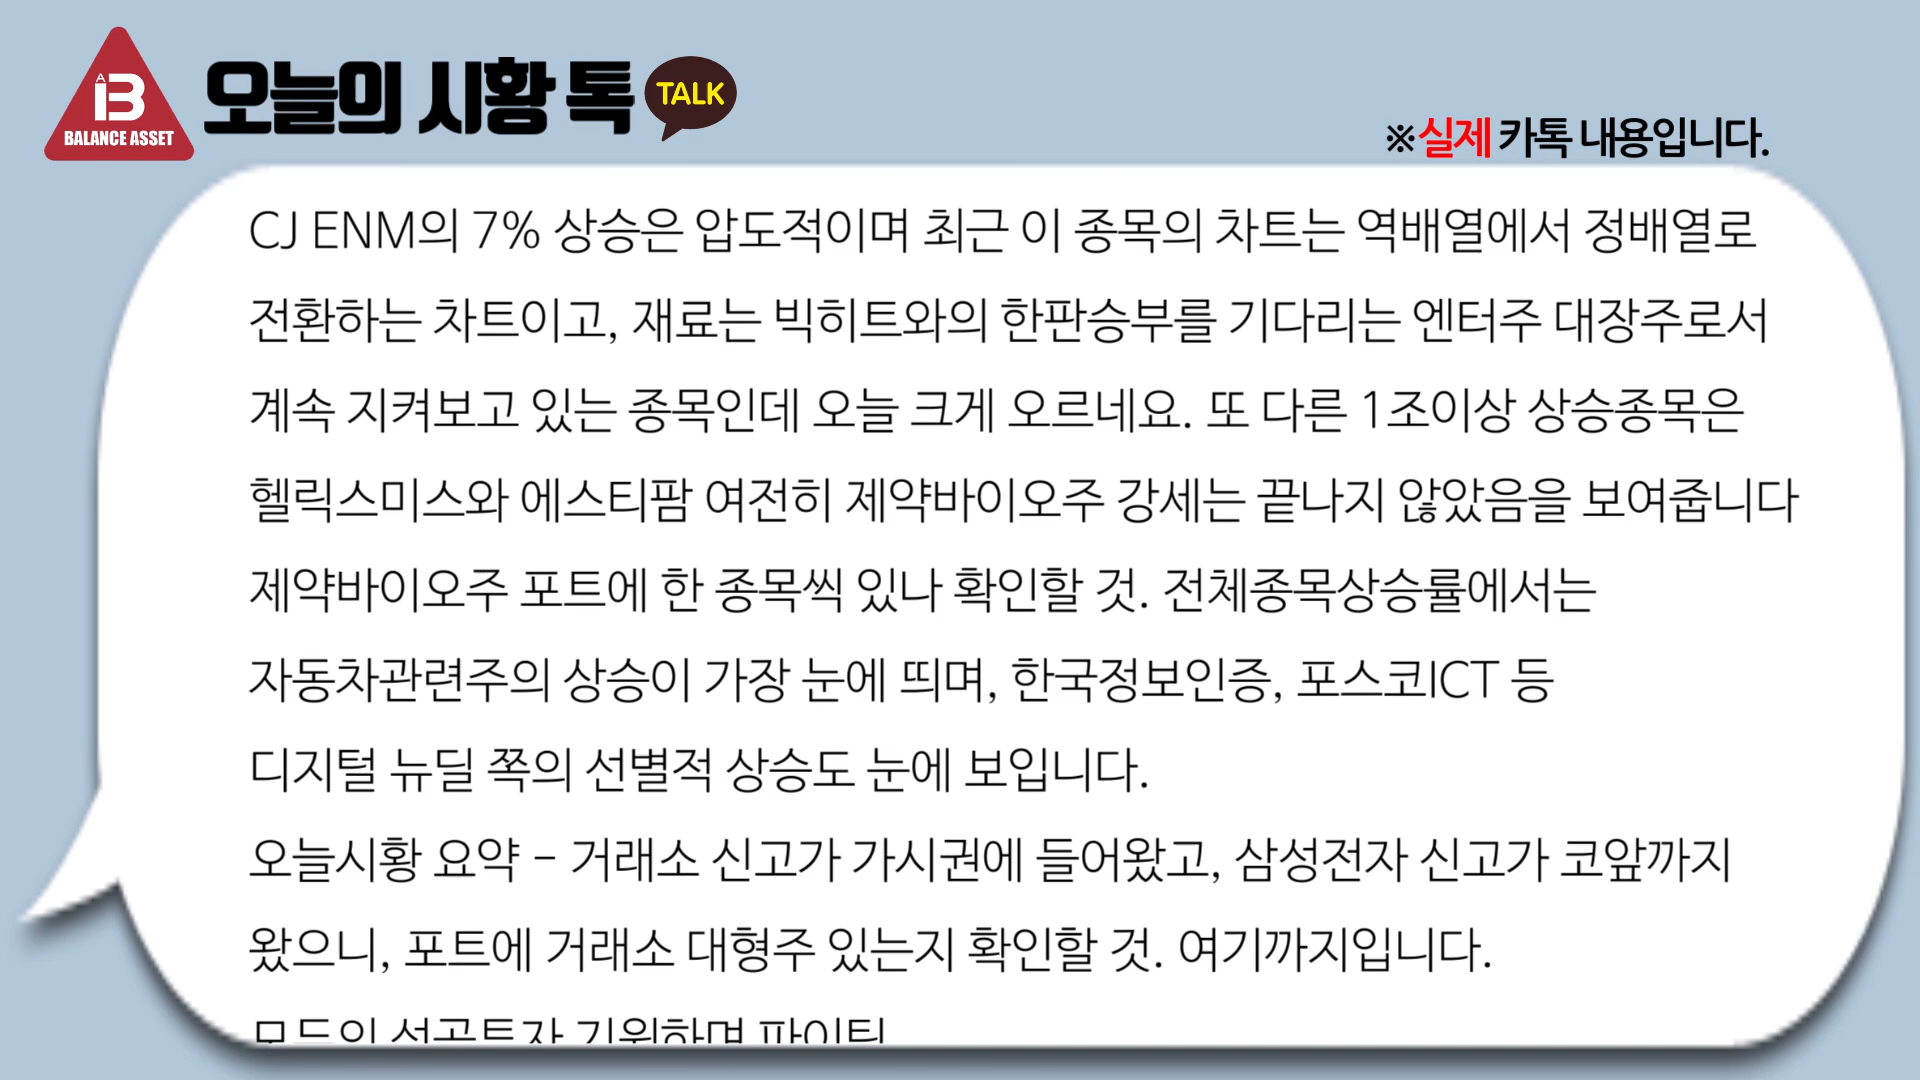 BALANCE ASSET
오늘의 시황 톡 TALK
※실제 카톡 내용입니다.
CJ ENM의 7% 상승은 압도적이며 최근 이 종목의 차트는 역배열에서 정배열로
전환하는 차트이고, 재료는 빅히트와의 한판승부를 기다리는 엔터주 대장주로서
계속 지켜보고 있는 종목인데 오늘 크게 오르네요. 또 다른 1조이상 상승종목은
헬릭스미스와 에스티팜 여전히 제약바이오주 강세는 끝나지 않았음을 보여줍니다
제약바이오주 포트에 한 종목씩 있나 확인할 것. 전체종목상승률에서는
자동차관련주의 상승이 가장 눈에 띄며, 한국정보인증, 포스코ICT 등
디지털 뉴딜 쪽의 선별적 상승도 눈에 보입니다.
오늘시황 요약 - 거래소 신고가 가시권에 들어왔고, 삼성전자 신고가 코앞까지
왔으니, 포트에 거래소 대형주 있는지 확인할 것. 여기까지입니다.